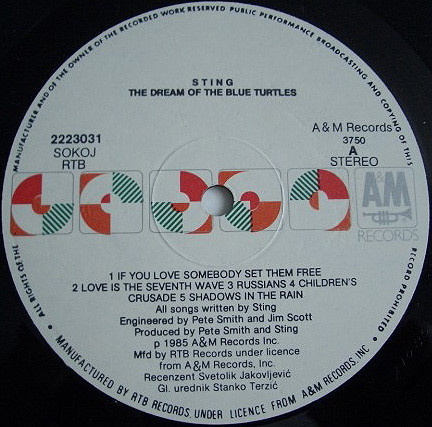 MANUFACTURER AND OF THE OWNER OF THE RECORDED WORK RESERVED PUBLIC PERFORMANCE BROADCASTING AND COPYING OF THIS
RECORD PROHIBITED
ALL RIGHTS OF THE
STING
THE DREAM OF THE BLUE TURTLES
2223031
SOKOJ
RTB
A & M Records
3750
A
STEREO
A&M
RECORDS
1 IF YOU LOVE SOMEBODY SET THEM FREE
2 LOVE IS THE SEVENTH WAVE 3 RUSSIANS 4 CHILDREN'S
CRUSADE 5 SHADOWS IN THE RAIN
All songs written by Sting
Engineered by Pete Smith and Jim Scott
Produced by Pete Smith and Sting
p 1985 A&M Records Inc.
Mfd by RTB Records under licence
from A&M Records Inc.
Recenzent Svetolik Jakovljević
Gl. urednik Stanko Terzić
MANUFACTURED BY RTB RECORDS UNDER LICENCE FROM A&M RECORDS, INC